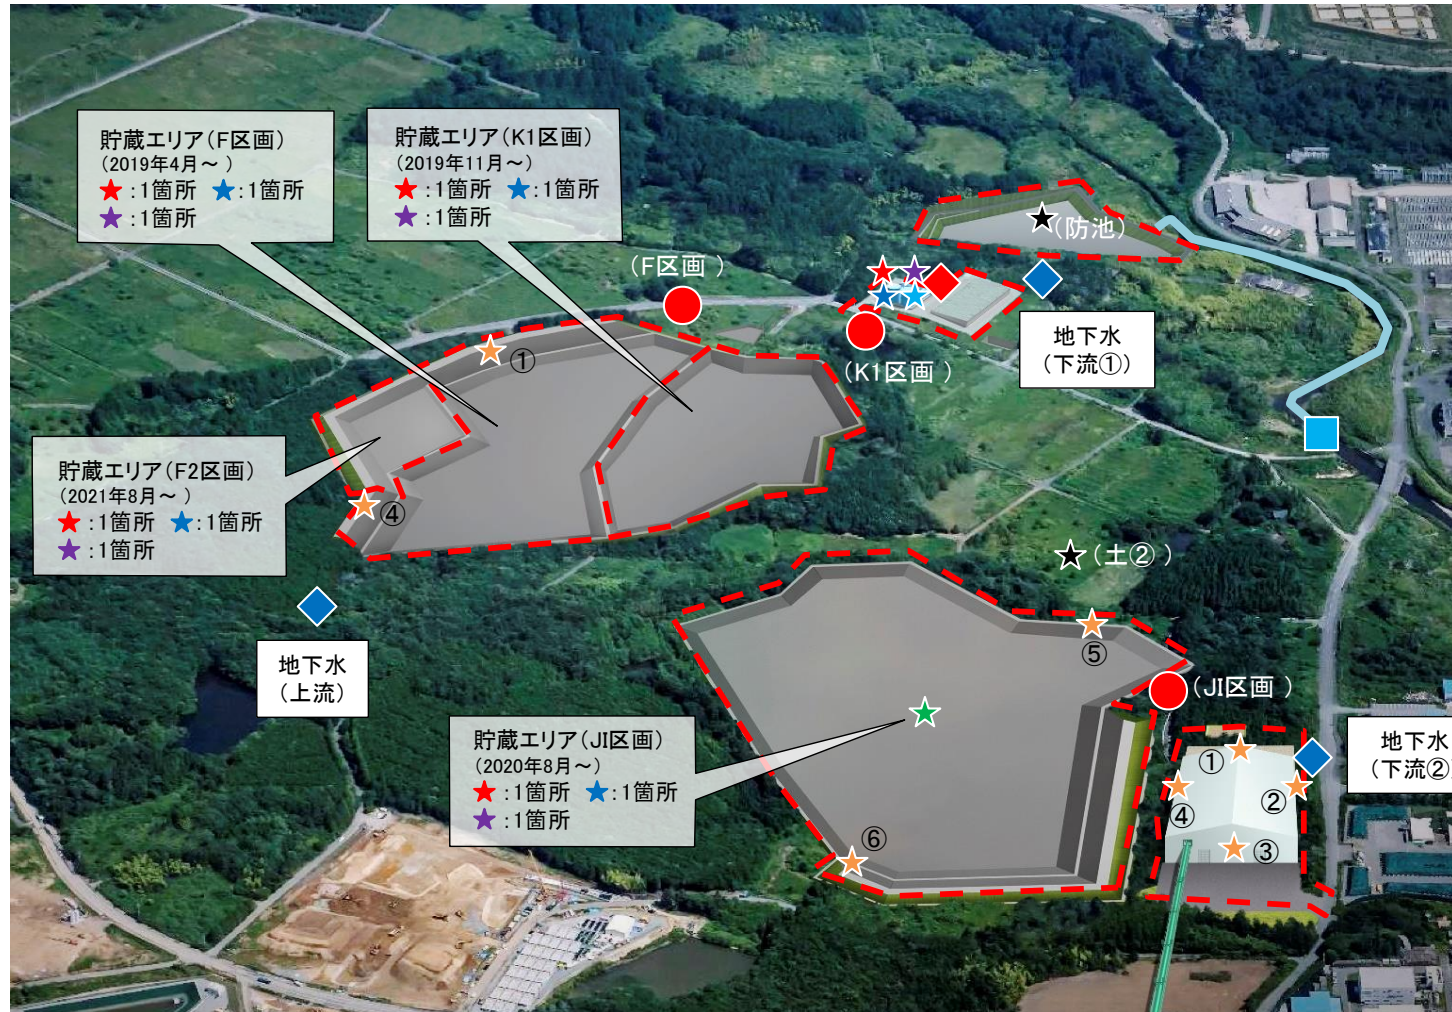 貯蔵エリア(F区画)
(2019年4月～ )
★:1箇所 ★:1箇所
★:1箇所
貯蔵エリア(K1区画)
(2019年11月～)
★:1箇所 ★:1箇所
★:1箇所
(防池)
(F区画 )
地下水
(下流①)
①
(K1区画 )
貯蔵エリア(F2区画)
(2021年8月～ )
★:1箇所 ★:1箇所
★:1箇所
④
(土②)
地下水
(上流)
⑤
(JI区画 )
貯蔵エリア(JI区画)
(2020年8月～)
★:1箇所 ★:1箇所
★:1箇所
地下水
(下流②
①
②
④
③
⑥